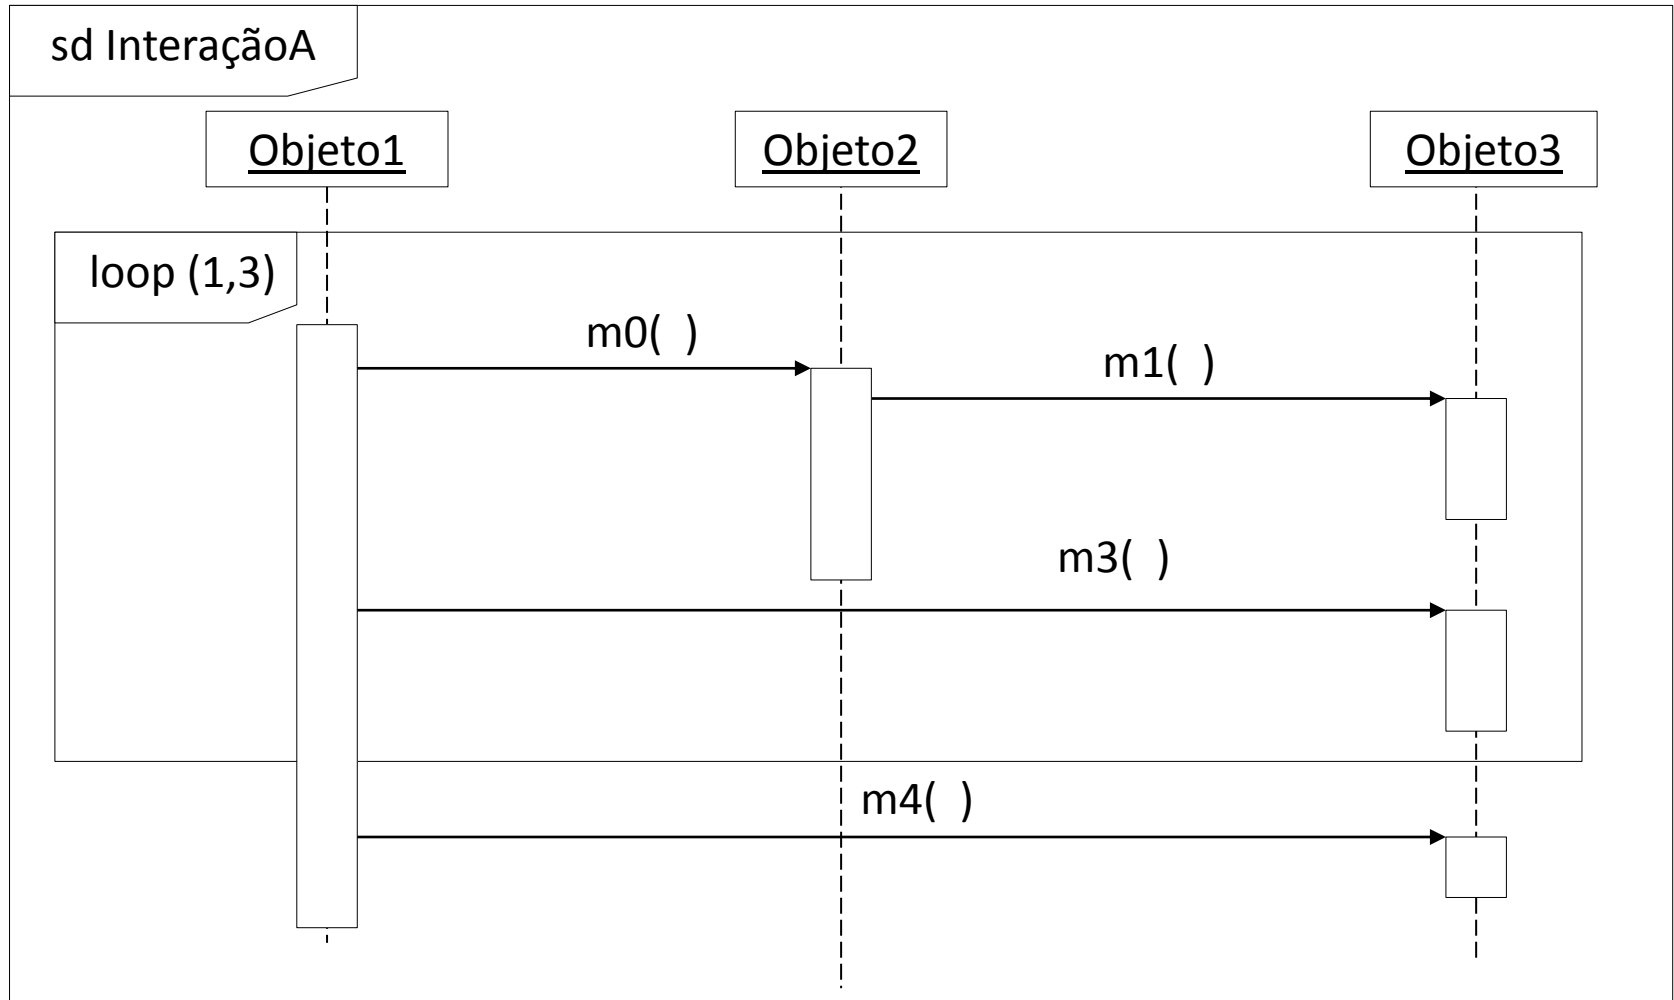 sd InteraçãoA
Objeto1
Objeto2
Objeto3
loop (1,3)
m0(  )
m1(  )
m3(  )
m4(  )